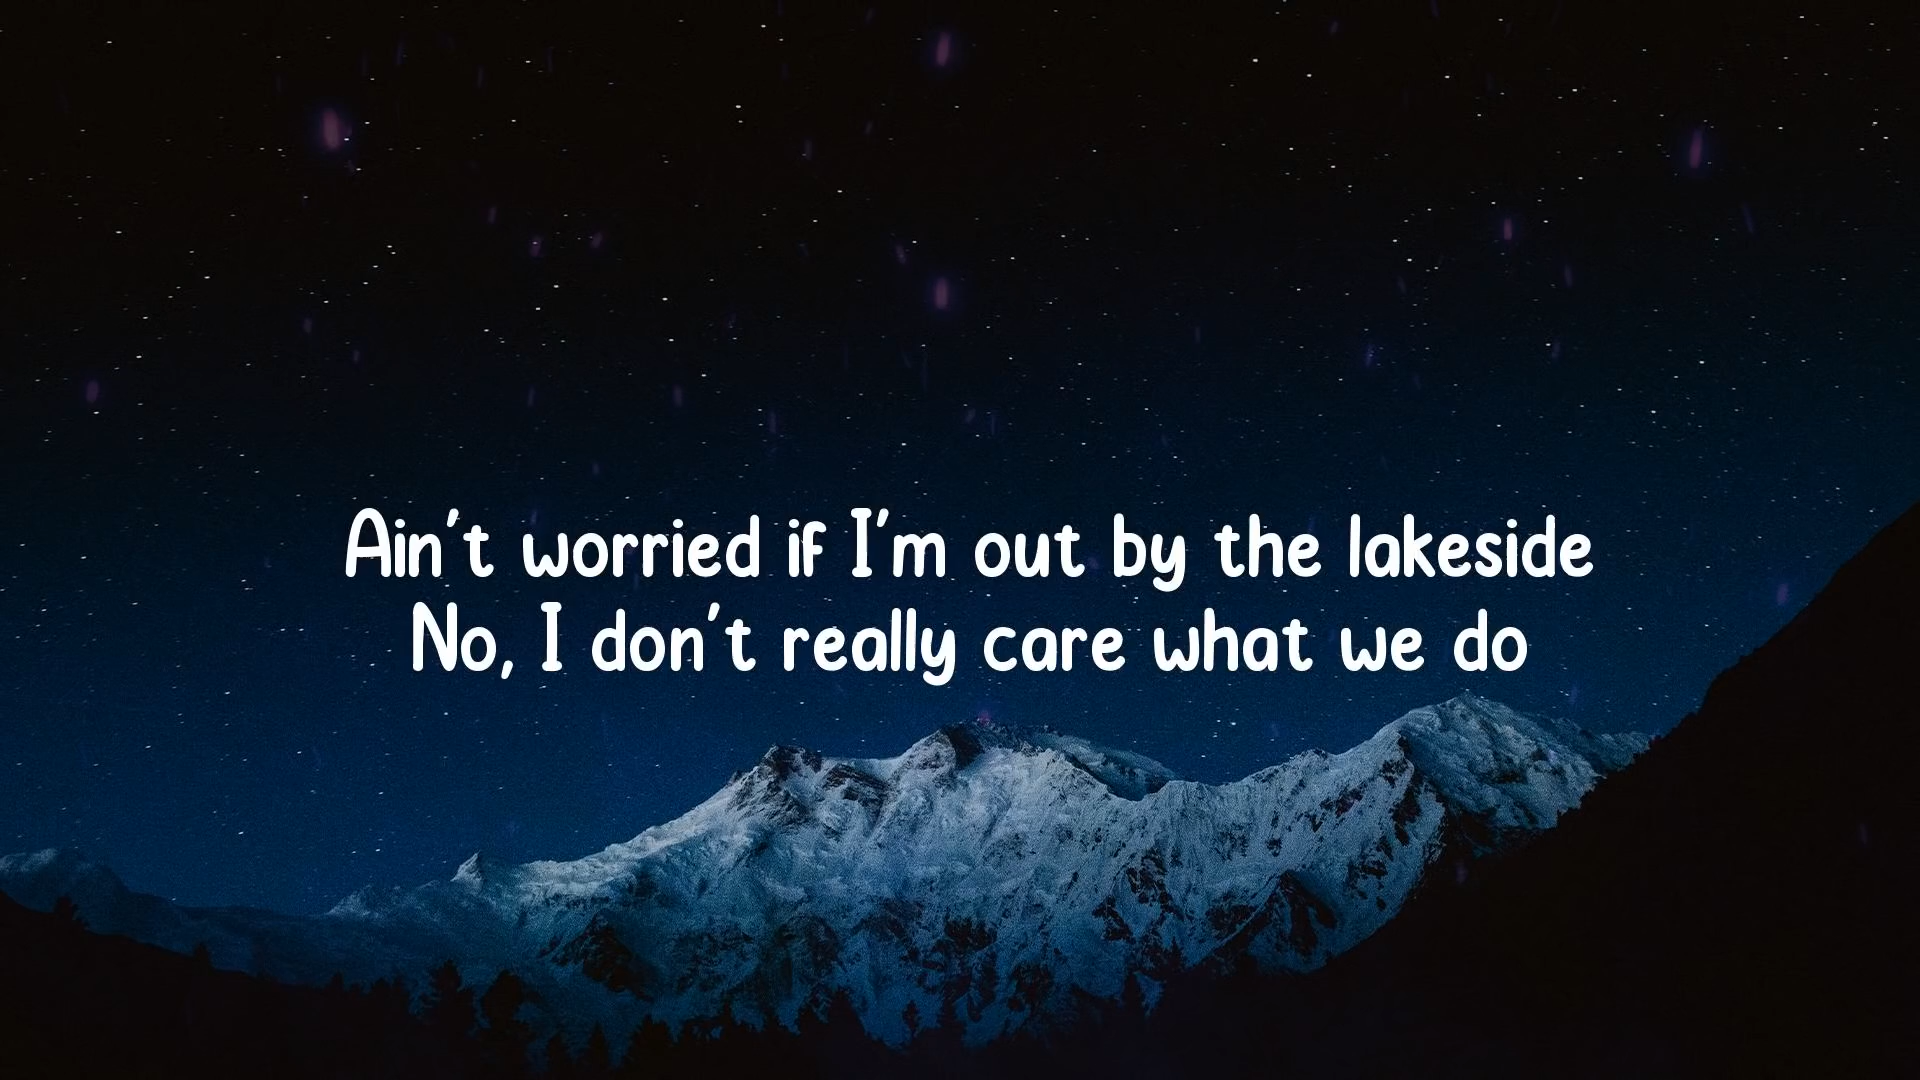 Ain't worried if I'm out by the lakeside
No, I don't really care what we do